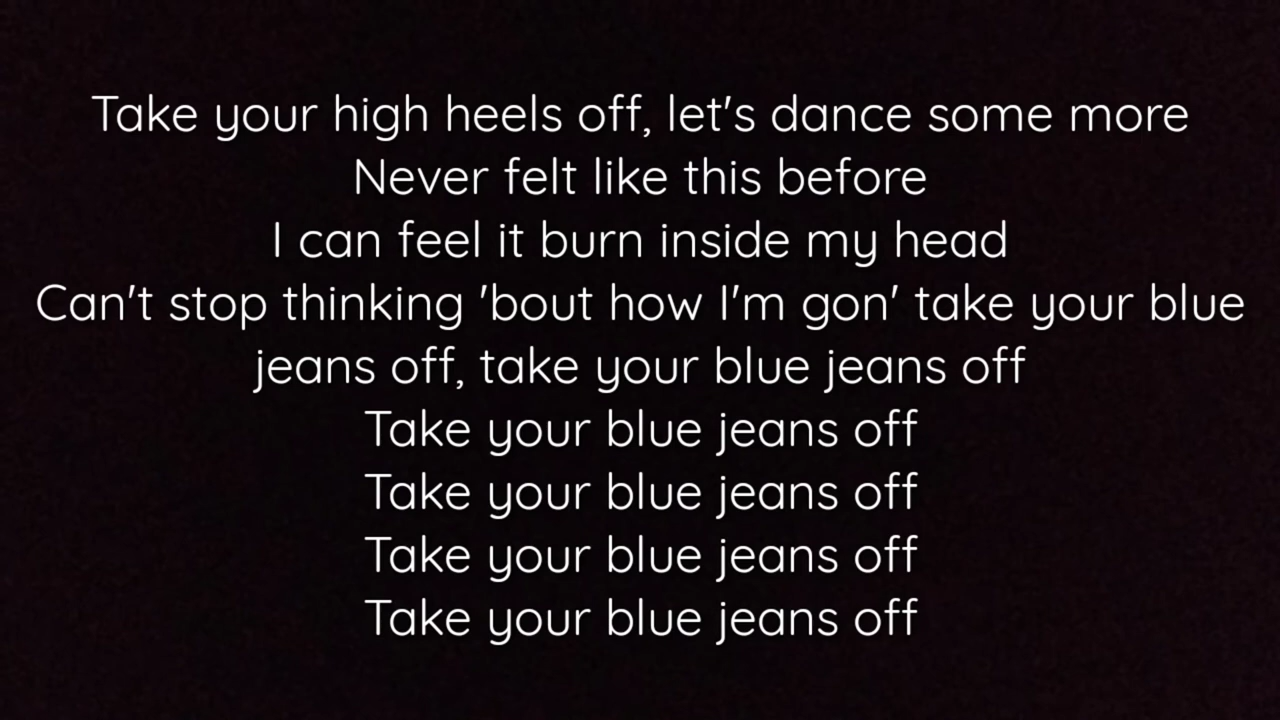 Take your high heels off, let's dance some more
Never felt like this before
I can feel it burn inside my head
Can't stop thinking 'bout how I'm gon' take your blue
jeans off, take your blue jeans off
Take your blue jeans off
Take your blue jeans off
Take your blue jeans off
Take your blue jeans off